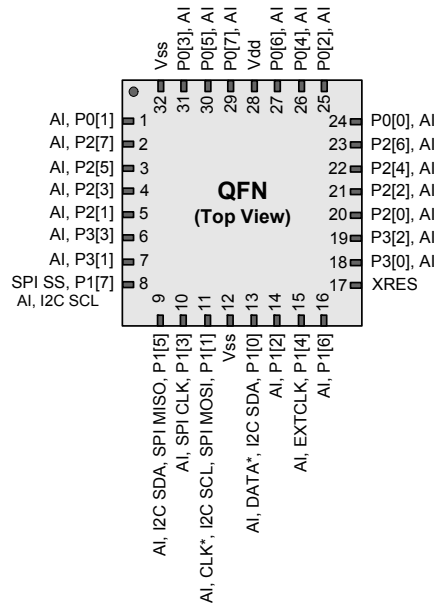 Vss
P0[3], AI
P0[5], AI
P0[7], AI
Vdd
P0[6], AI
P0[4], AI
P0[2], AI
32
31
30
29
28
27
26
25
AI, P0[1] 1
AI, P2[7] 2
AI, P2[5] 3
AI, P2[3] 4
AI, P2[1] 5
AI, P3[3] 6
AI, P3[1] 7
SPI SS, P1[7] 8
AI, I2C SCL
QFN
(Top View)
24 P0[0], AI
23 P2[6], AI
22 P2[4], AI
21 P2[2], AI
20 P2[0], AI
19 P3[2], AI
18 P3[0], AI
17 XRES
9
10
11
12
13
14
15
16
AI, I2C SDA, SPI MISO, P1[5]
AI, SPI CLK, P1[3]
AI, CLK*, I2C SCL, SPI MOSI, P1[1]
Vss
AI, DATA*, I2C SDA, P1[0]
AI, P1[2]
AI, EXTCLK, P1[4]
AI, P1[6]